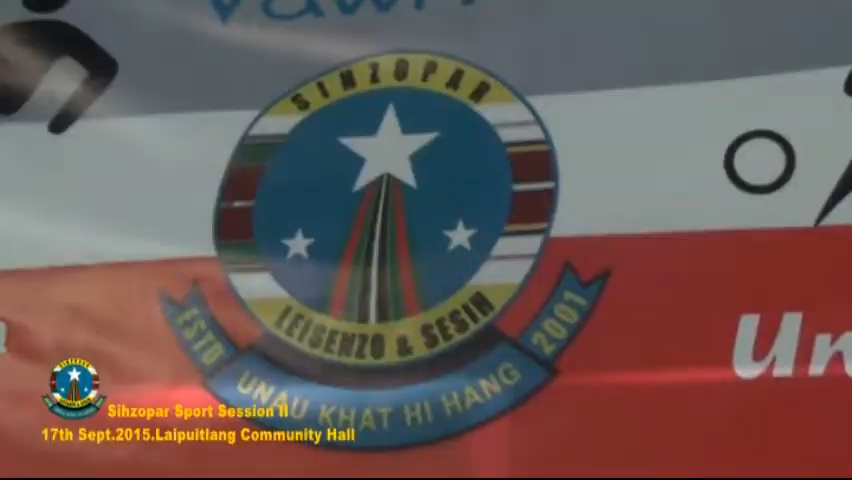 SIHZOPAR
LEISENZO & SESIH
ESTD
2001
UNAU KHAT HI HANG
Un
Sihzopar Sport Session II
17th Sept.2015.Laipuitlang Community Hall